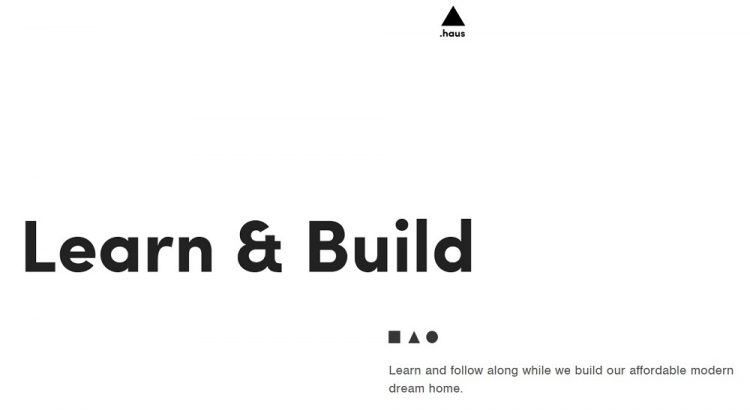 .haus
Learn & Build
Learn and follow along while we build our affordable modern
dream home.